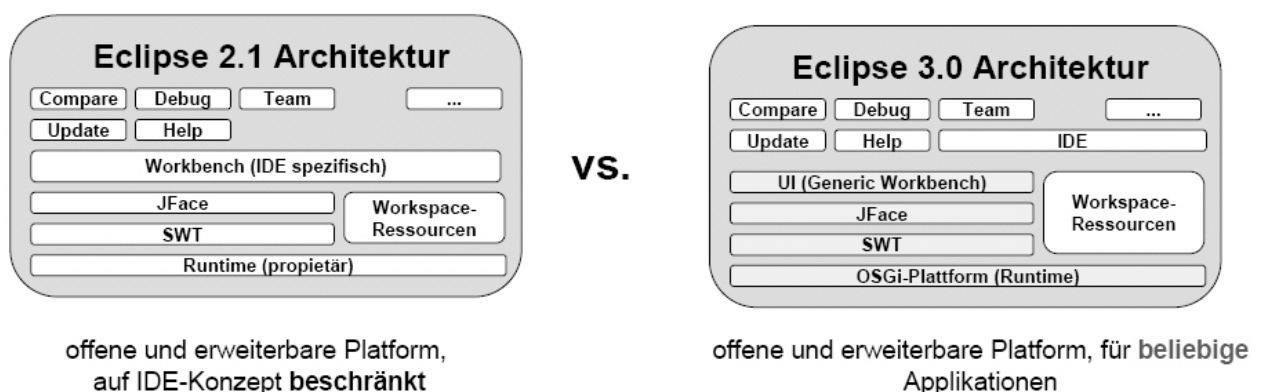 Eclipse 2.1 Architektur
Compare Debug Team ...
Update Help
Workbench (IDE spezifisch)
JFace
SWT
Workspace-
Ressourcen
Runtime (propietär)
offene und erweiterbare Platform,
auf IDE-Konzept beschränkt
vs.
Eclipse 3.0 Architektur
Compare Debug Team ...
Update Help IDE
UI (Generic Workbench)
JFace
SWT
Workspace-
Ressourcen
OSGi-Plattform (Runtime)
offene und erweiterbare Platform, für beliebige
Applikationen